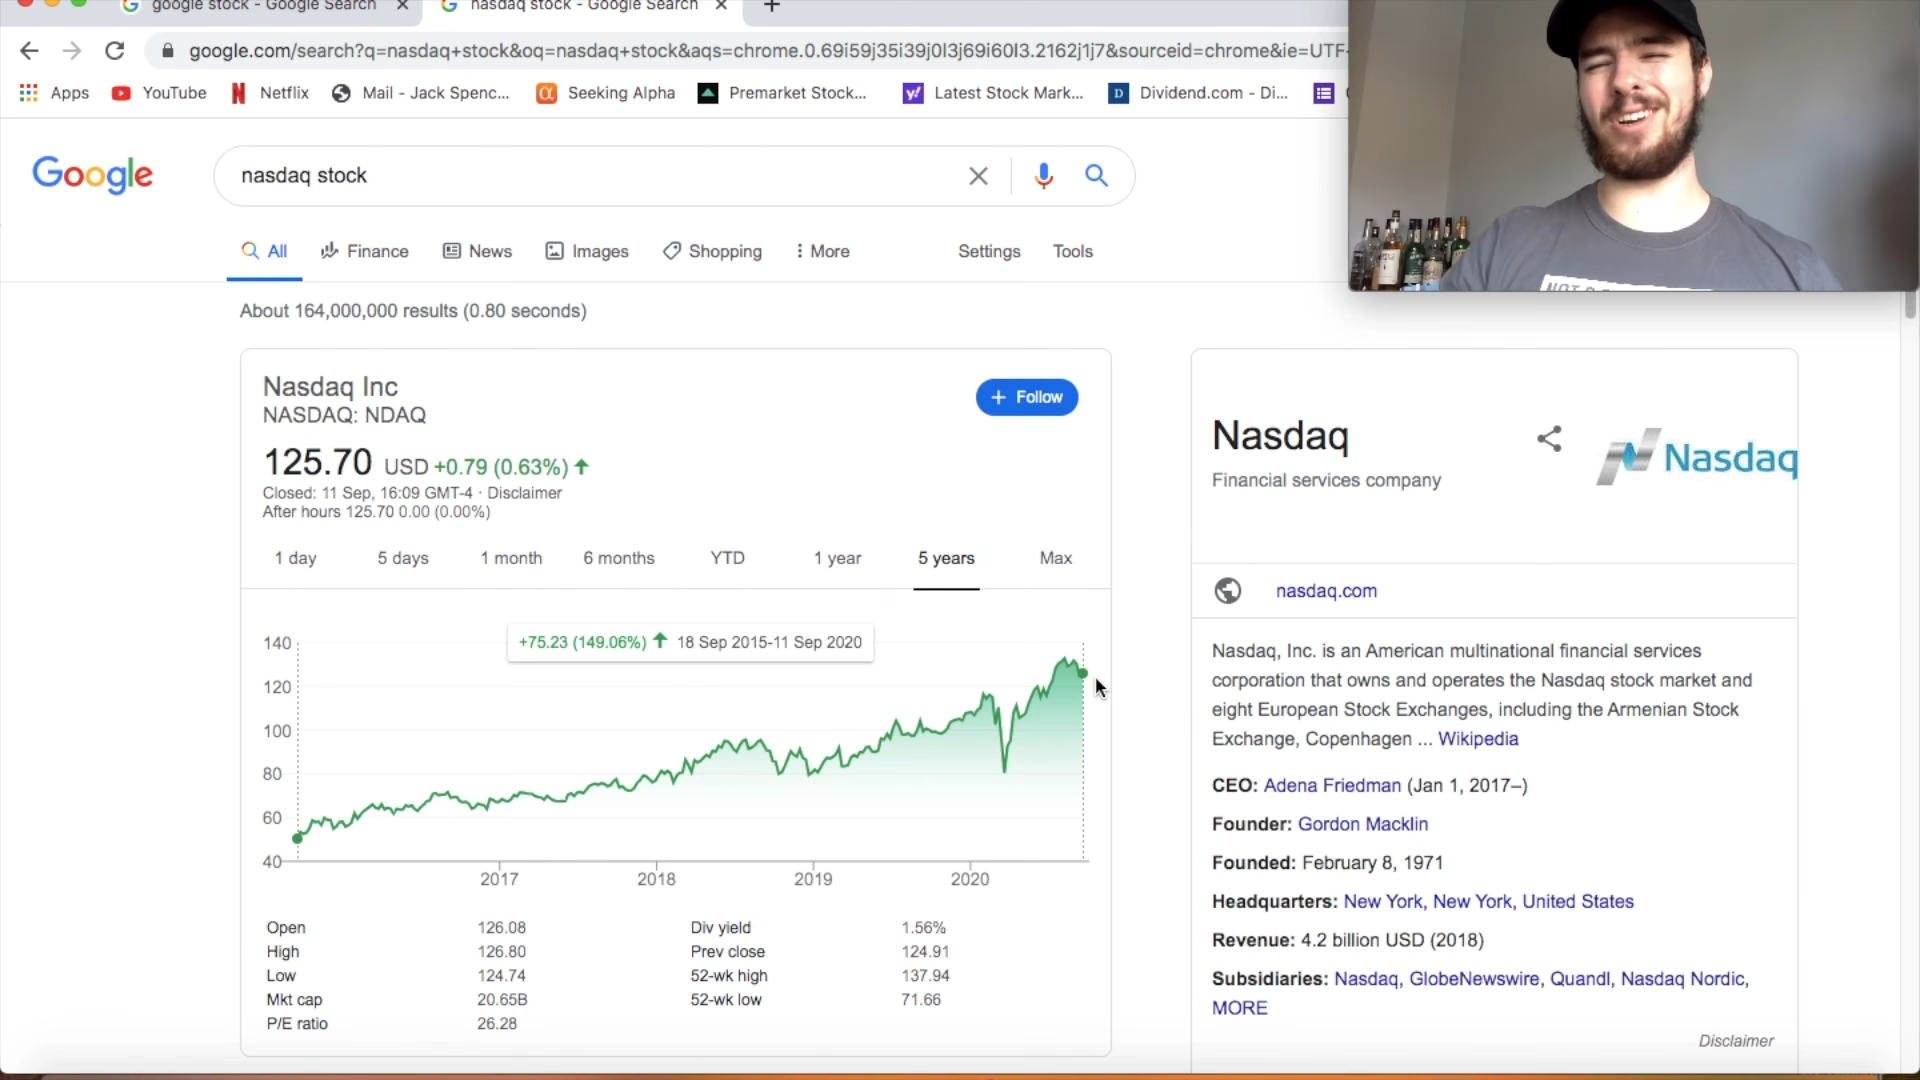 google stock - Google Search
nasdaq stock - Google Search
google.com/search?q=nasdaq+stock&oq=nasdaq+stock&aqs=chrome.0.69i59j35i39j0l3j69i60l3.2162j1j7&sourceid=chrome&ie=UTF-
Apps YouTube Netflix Mail - Jack Spenc... Seeking Alpha Premarket Stock... Latest Stock Mark... Dividend.com - Di...
Google
nasdaq stock
All Finance News Images Shopping More Settings Tools
About 164,000,000 results (0.80 seconds)
Nasdaq Inc
NASDAQ: NDAQ
+ Follow
125.70 USD +0.79 (0.63%)
Closed: 11 Sep, 16:09 GMT-4 · Disclaimer
After hours 125.70 0.00 (0.00%)
1 day 5 days 1 month 6 months YTD 1 year 5 years Max
+75.23 (149.06%) 18 Sep 2015-11 Sep 2020
140
120
100
80
60
40
2017 2018 2019 2020
Open 126.08 Div yield 1.56%
High 126.80 Prev close 124.91
Low 124.74 52-wk high 137.94
Mkt cap 20.65B 52-wk low 71.66
P/E ratio 26.28
Nasdaq
Financial services company
Nasdaq
nasdaq.com
Nasdaq, Inc. is an American multinational financial services
corporation that owns and operates the Nasdaq stock market and
eight European Stock Exchanges, including the Armenian Stock
Exchange, Copenhagen ... Wikipedia
CEO: Adena Friedman (Jan 1, 2017–)
Founder: Gordon Macklin
Founded: February 8, 1971
Headquarters: New York, New York, United States
Revenue: 4.2 billion USD (2018)
Subsidiaries: Nasdaq, GlobeNewswire, Quandl, Nasdaq Nordic,
MORE
Disclaimer